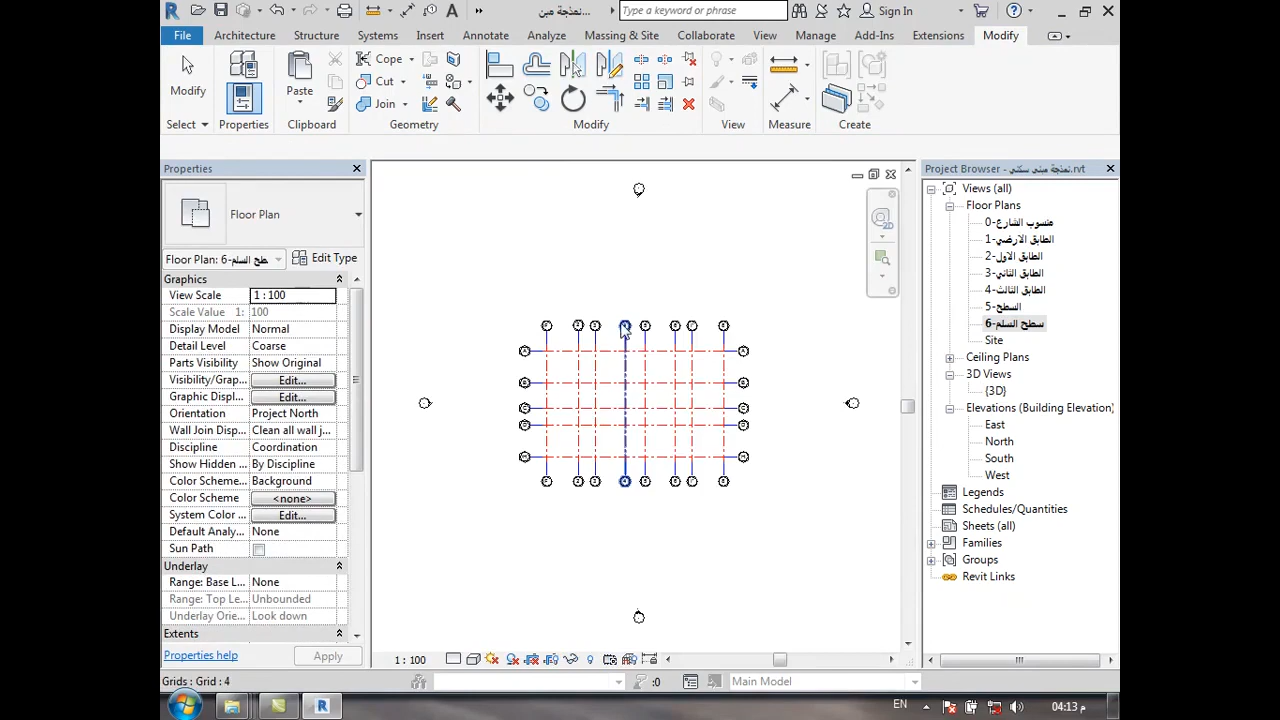 نمذجة مبن...
Type a keyword or phrase
Sign In
File
Architecture
Structure
Systems
Insert
Annotate
Analyze
Massing & Site
Collaborate
View
Manage
Add-Ins
Extensions
Modify
Modify
Select
Properties
Paste
Clipboard
Cope
Cut
Join
Geometry
Modify
View
Measure
Create
Properties
Floor Plan
Floor Plan: 6-طح السلم
Edit Type
Graphics
View Scale
1 : 100
Scale Value 1:
100
Display Model
Normal
Detail Level
Coarse
Parts Visibility
Show Original
Visibility/Grap...
Edit...
Graphic Displ...
Edit...
Orientation
Project North
Wall Join Disp...
Clean all wall j...
Discipline
Coordination
Show Hidden ...
By Discipline
Color Scheme...
Background
Color Scheme
<none>
System Color ...
Edit...
Default Analy...
None
Sun Path
Underlay
Range: Base L...
None
Range: Top Le...
Unbounded
Underlay Orie...
Look down
Extents
Properties help
Apply
2D
1 : 100
Project Browser - نمذجة مبنى سكني.rvt
Views (all)
Floor Plans
0-منسوب الشارع
1-الطابق الارضي
2-الطابق الاول
3-الطابق الثاني
4-الطابق الثالث
5-السطح
6-سطح السلم
Site
Ceiling Plans
3D Views
{3D}
Elevations (Building Elevation)
East
North
South
West
Legends
Schedules/Quantities
Sheets (all)
Families
Groups
Revit Links
Grids : Grid : 4
:0
Main Model
EN
04:13 م